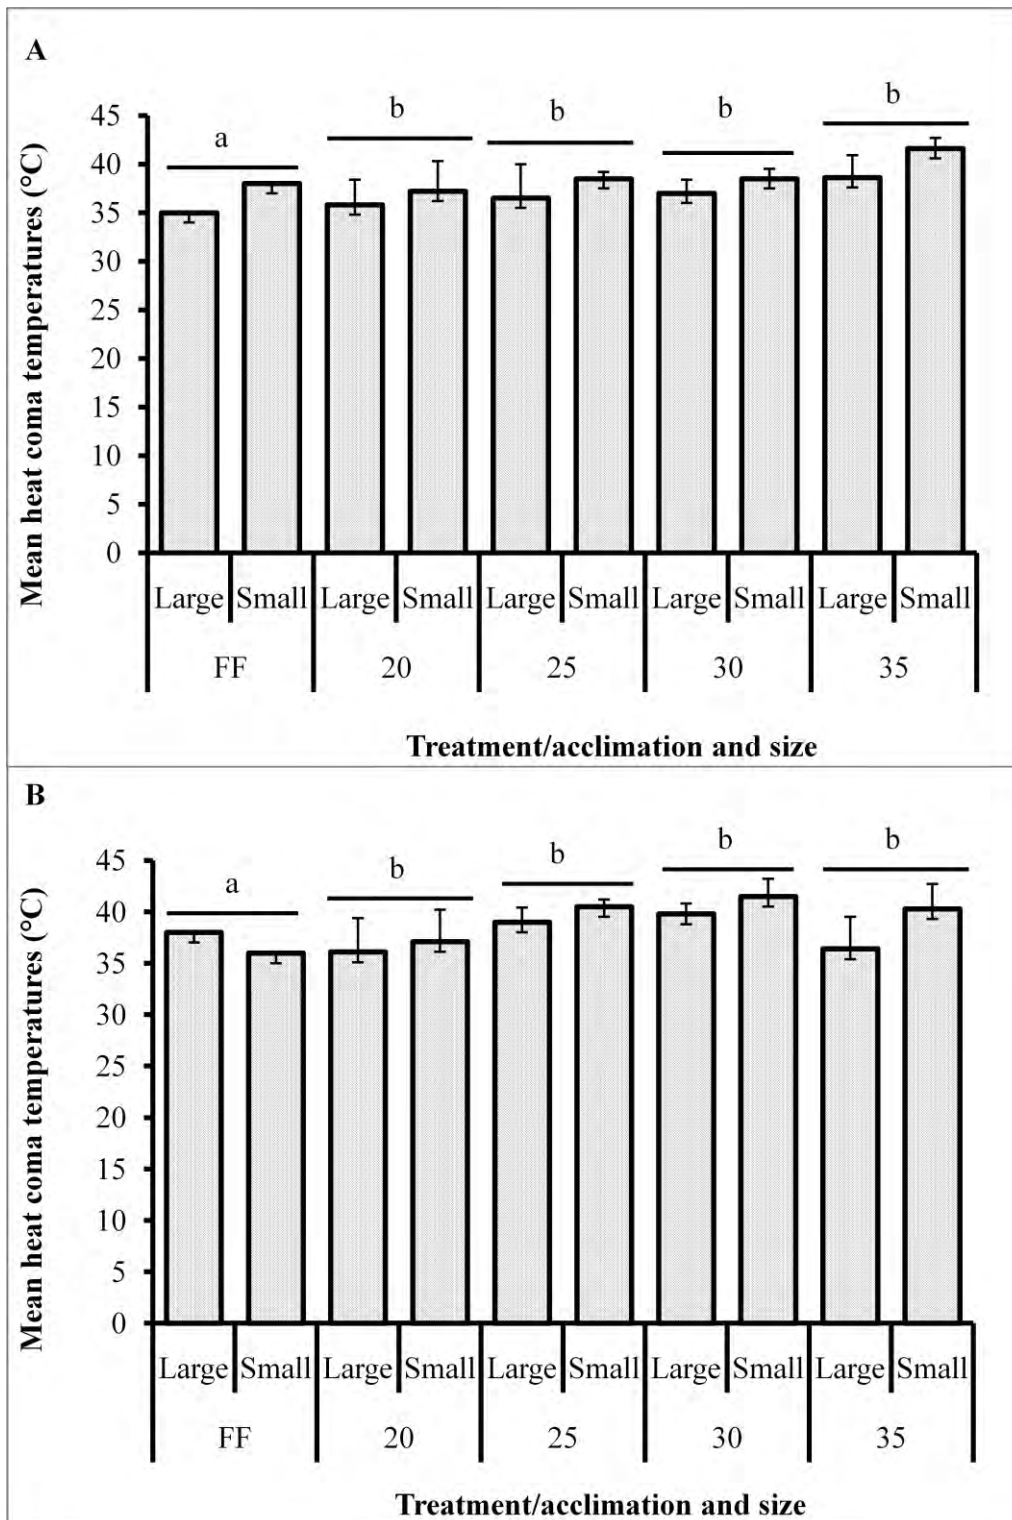 A
Mean heat coma temperatures (°C)
45
40
35
30
25
20
15
10
5
0
a
b
b
b
b
Large Small Large Small Large Small Large Small Large Small
FF 20 25 30 35
Treatment/acclimation and size
B
Mean heat coma temperatures (°C)
45
40
35
30
25
20
15
10
5
0
a
b
b
b
b
Large Small Large Small Large Small Large Small Large Small
FF 20 25 30 35
Treatment/acclimation and size